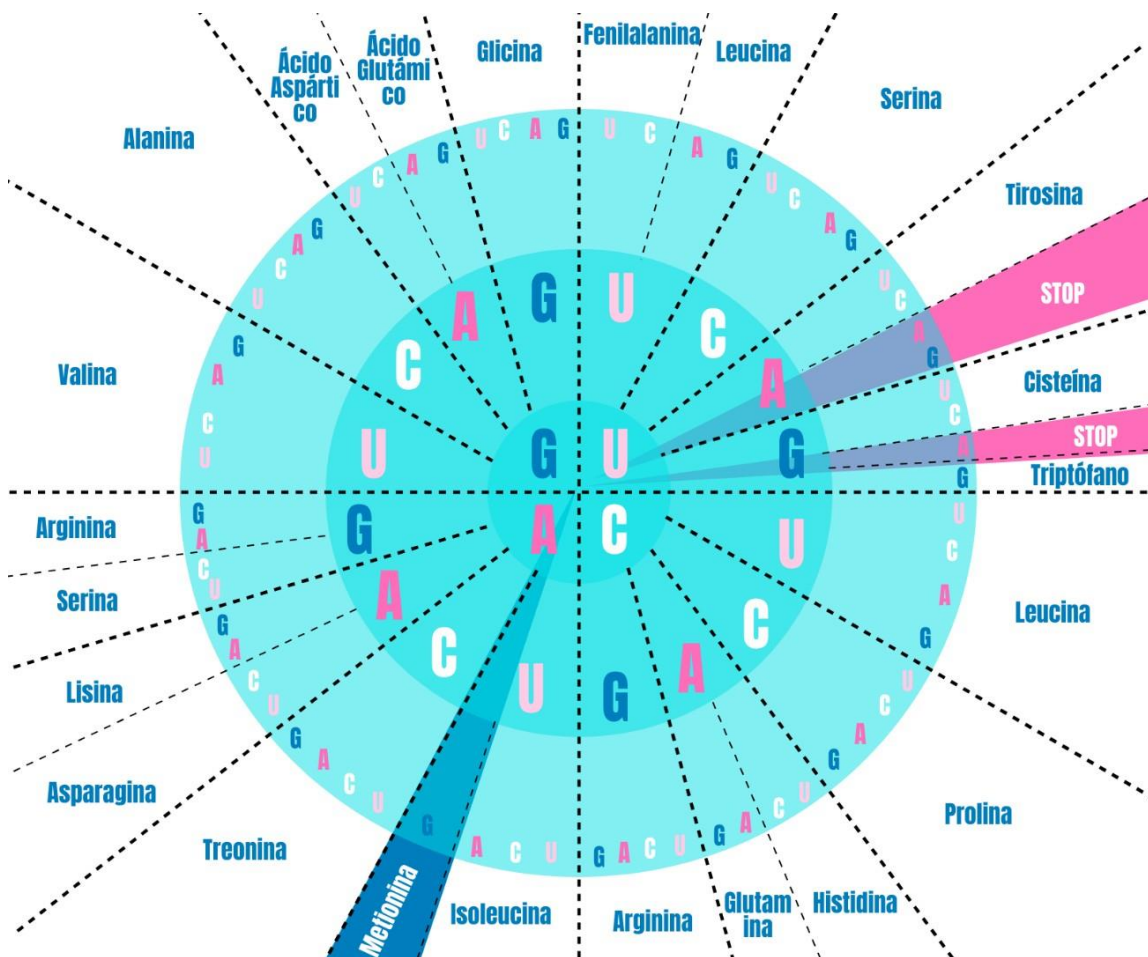 Fenilalanina
Leucina
Serina
Tirosina
STOP
Cisteína
STOP
Triptófano
Leucina
Prolina
Histidina
Glutam
ina
Arginina
Isoleucina
Metionina
Treonina
Asparagina
Lisina
Serina
Arginina
Valina
Alanina
Ácido
Asparti
co
Ácido
Glutámi
co
Glicina
U C A G U C A G U C A G U C A G
U C A G U C A G U C A G U C A G
U C A G U C A G U C A G U C A G
U C A G U C A G U C A G U C A G
U C A G
U C A G
U C A G
U C A G
U C A G